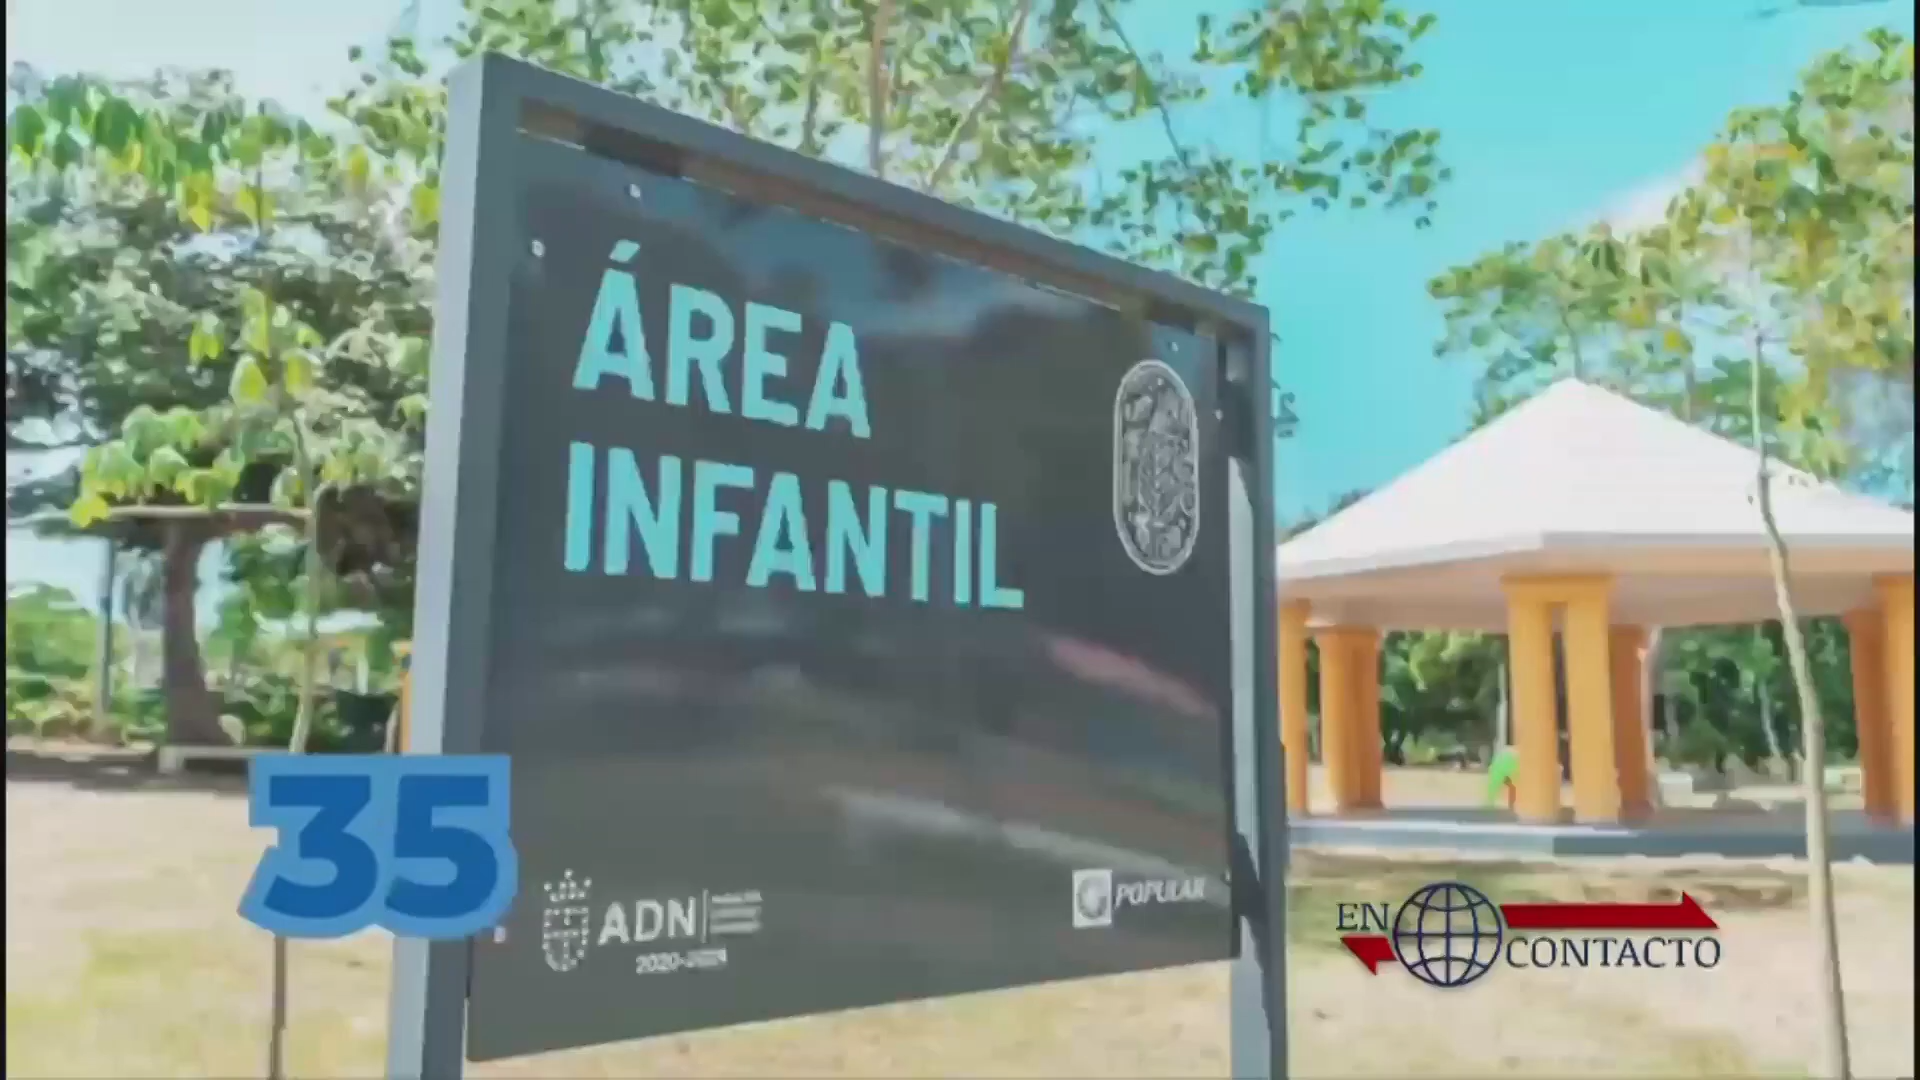 ÁREA
INFANTIL
ADN
2020-2024
POPULAR
35
EN
CONTACTO